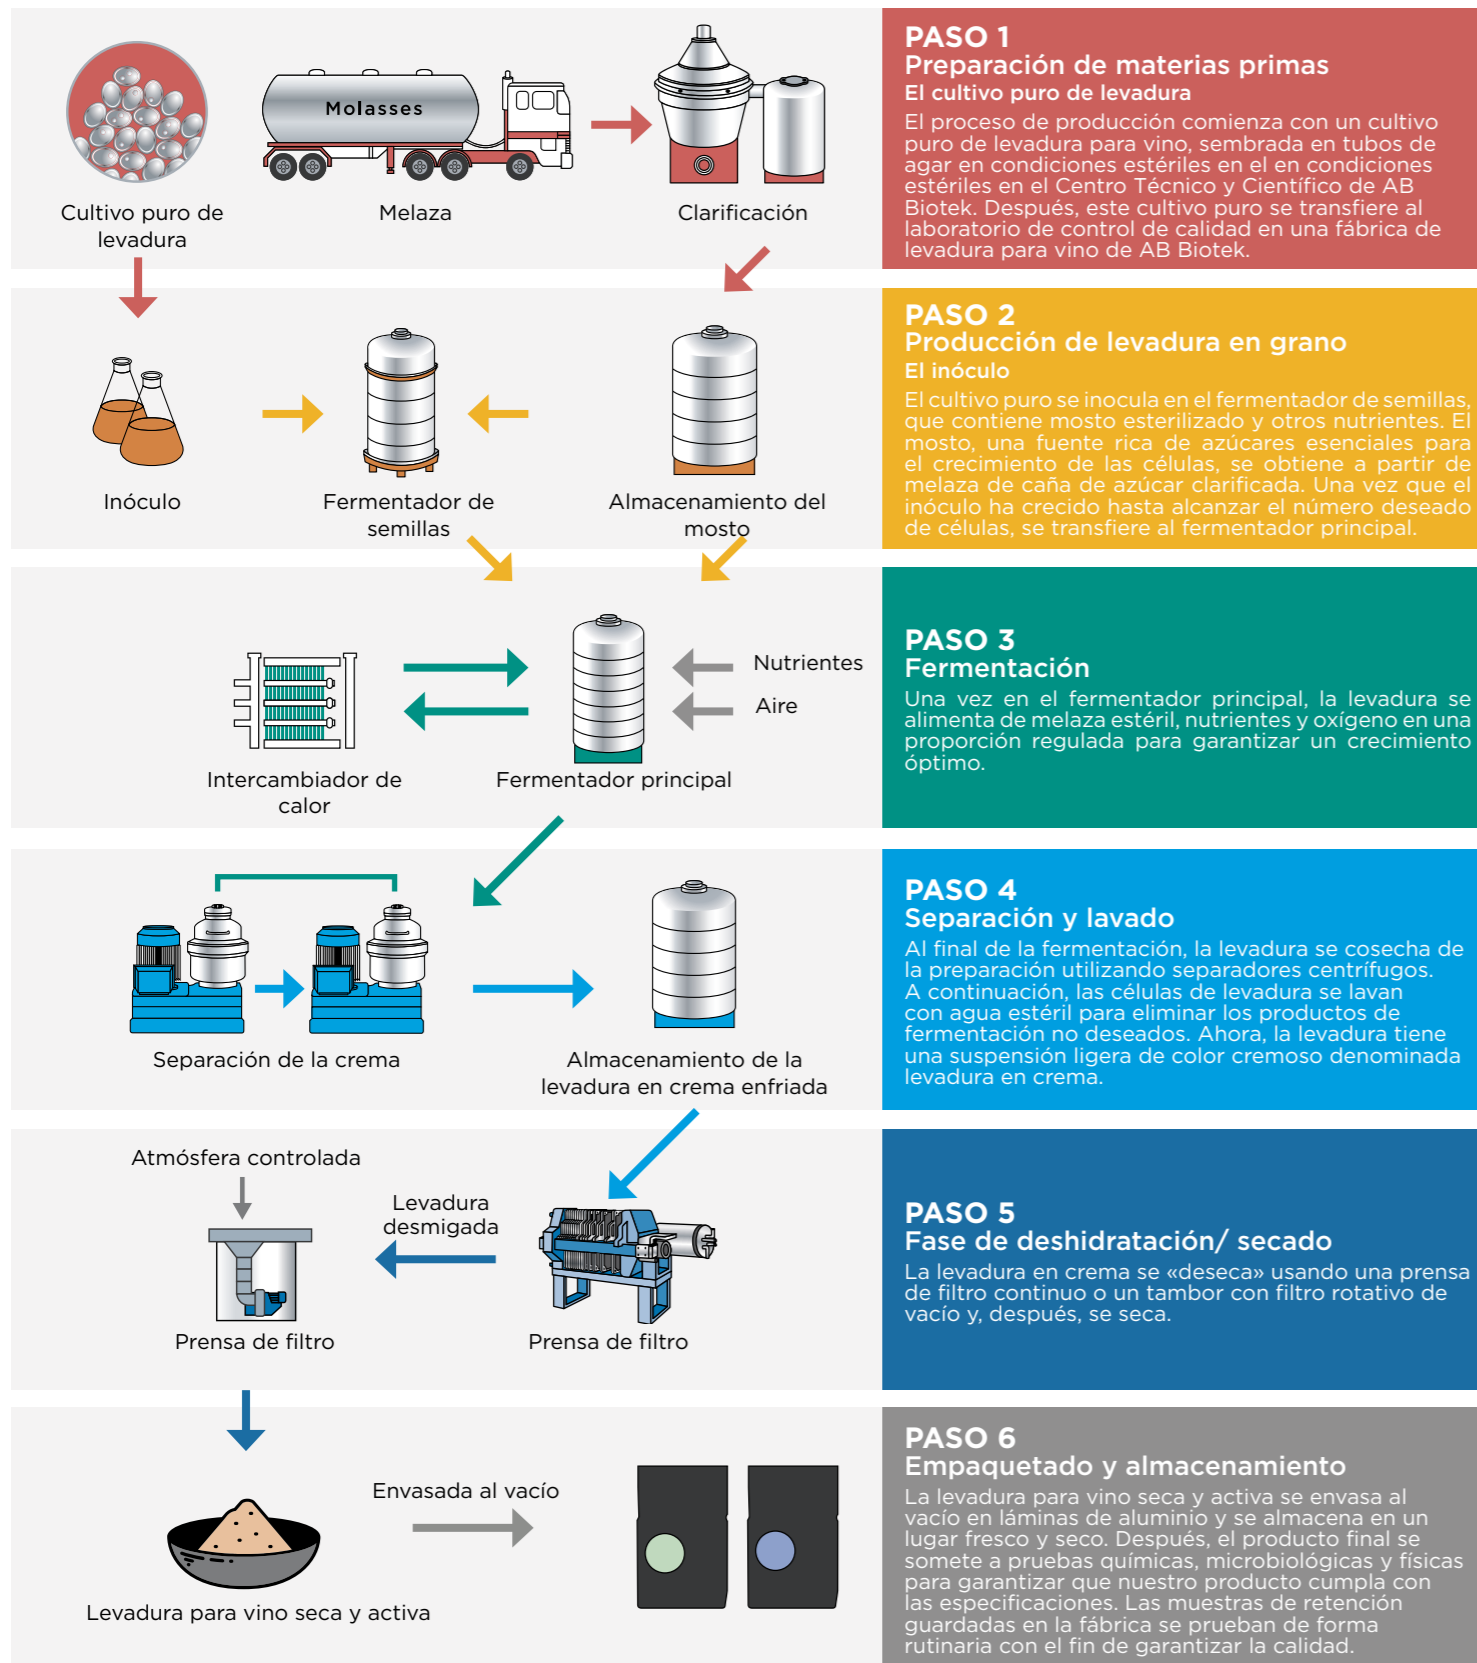 Molasses
Cultivo puro de
levadura
Melaza
Clarificación
PASO 1
Preparación de materias primas
El cultivo puro de levadura
El proceso de producción comienza con un cultivo
puro de levadura para vino, sembrada en tubos de
agar en condiciones estériles en el en condiciones
estériles en el Centro Técnico y Científico de AB
Biotek. Después, este cultivo puro se transfiere al
laboratorio de control de calidad en una fábrica de
levadura para vino de AB Biotek.
Inóculo
Fermentador de
semillas
Almacenamiento del
mosto
PASO 2
Producción de levadura en grano
El inóculo
El cultivo puro se inocula en el fermentador de semillas,
que contiene mosto esterilizado y otros nutrientes. El
mosto, una fuente rica de azúcares esenciales para
el crecimiento de las células, se obtiene a partir de
melaza de caña de azúcar clarificada. Una vez que el
inóculo ha crecido hasta alcanzar el número deseado
de células, se transfiere al fermentador principal.
Nutrientes
Aire
Intercambiador de
calor
Fermentador principal
PASO 3
Fermentación
Una vez en el fermentador principal, la levadura se
alimenta de melaza estéril, nutrientes y oxígeno en una
proporción regulada para garantizar un crecimiento
óptimo.
Separación de la crema
Almacenamiento de la
levadura en crema enfriada
PASO 4
Separación y lavado
Al final de la fermentación, la levadura se cosecha de
la preparación utilizando separadores centrífugos.
A continuación, las células de levadura se lavan
con agua estéril para eliminar los productos de
fermentación no deseados. Ahora, la levadura tiene
una suspensión ligera de color cremoso denominada
levadura en crema.
Atmósfera controlada
Levadura
desmigada
Prensa de filtro
Prensa de filtro
PASO 5
Fase de deshidratación/ secado
La levadura en crema se «deseca» usando una prensa
de filtro continuo o un tambor con filtro rotativo de
vacío y, después, se seca.
Envasada al vacío
Levadura para vino seca y activa
PASO 6
Empaquetado y almacenamiento
La levadura para vino seca y activa se envasa al
vacío en láminas de aluminio y se almacena en un
lugar fresco y seco. Después, el producto final se
somete a pruebas químicas, microbiológicas y físicas
para garantizar que nuestro producto cumpla con
las especificaciones. Las muestras de retención
guardadas en la fábrica se prueban de forma
rutinaria con el fin de garantizar la calidad.